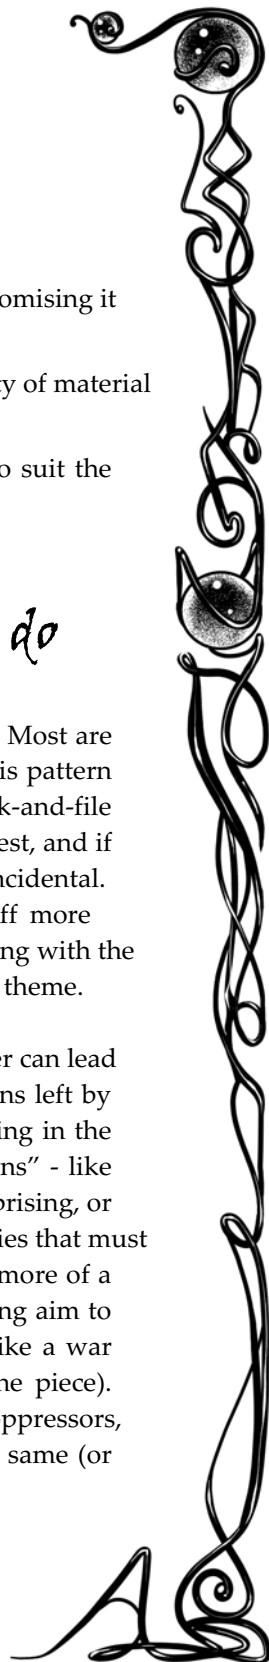 omising it
y of material
o suit the
do
Most are
is pattern
k-and-file
est, and if
ncidental.
ff more
ng with the
theme.
er can lead
ns left by
ing in the
ns” - like
prising, or
ies that must
more of a
ng aim to
ike a war
he piece).
oppressors,
same (or